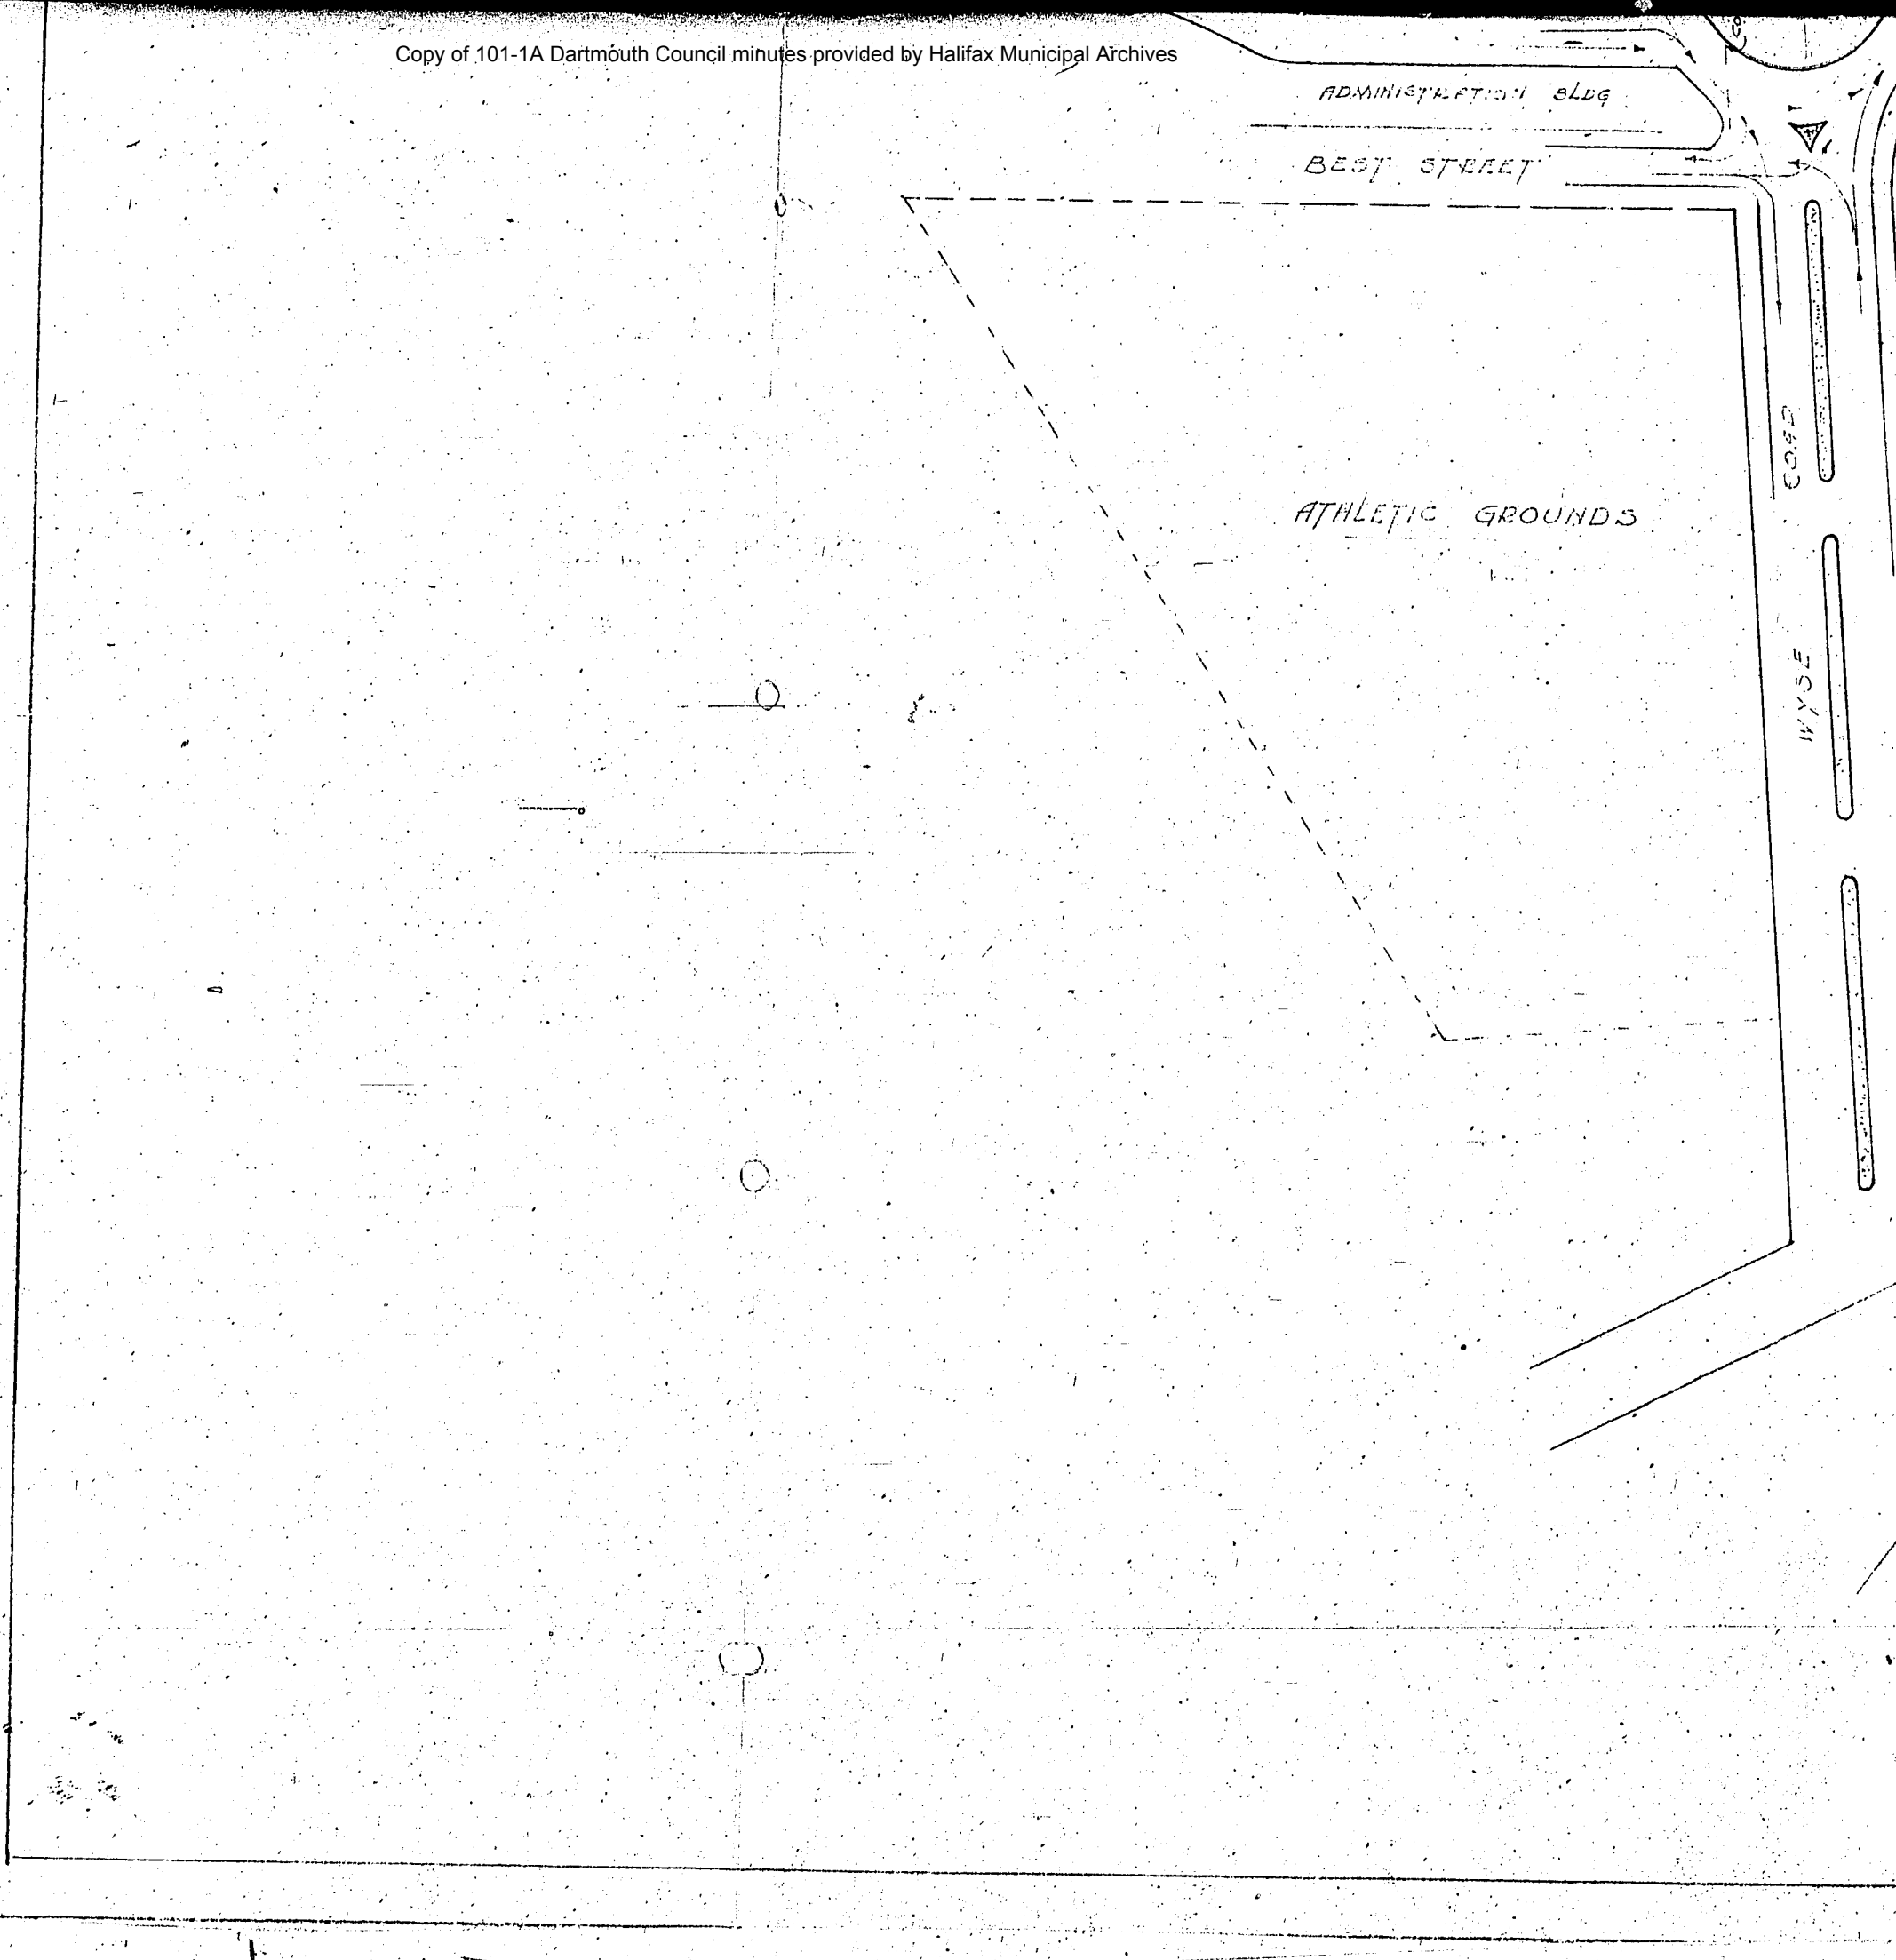 Copy of 101-1A Dartmouth Council minutes provided by Halifax Municipal Archives
ADMINISTRATION BLDG
BEST STREET
ATHLETIC GROUNDS
WYSE ROAD